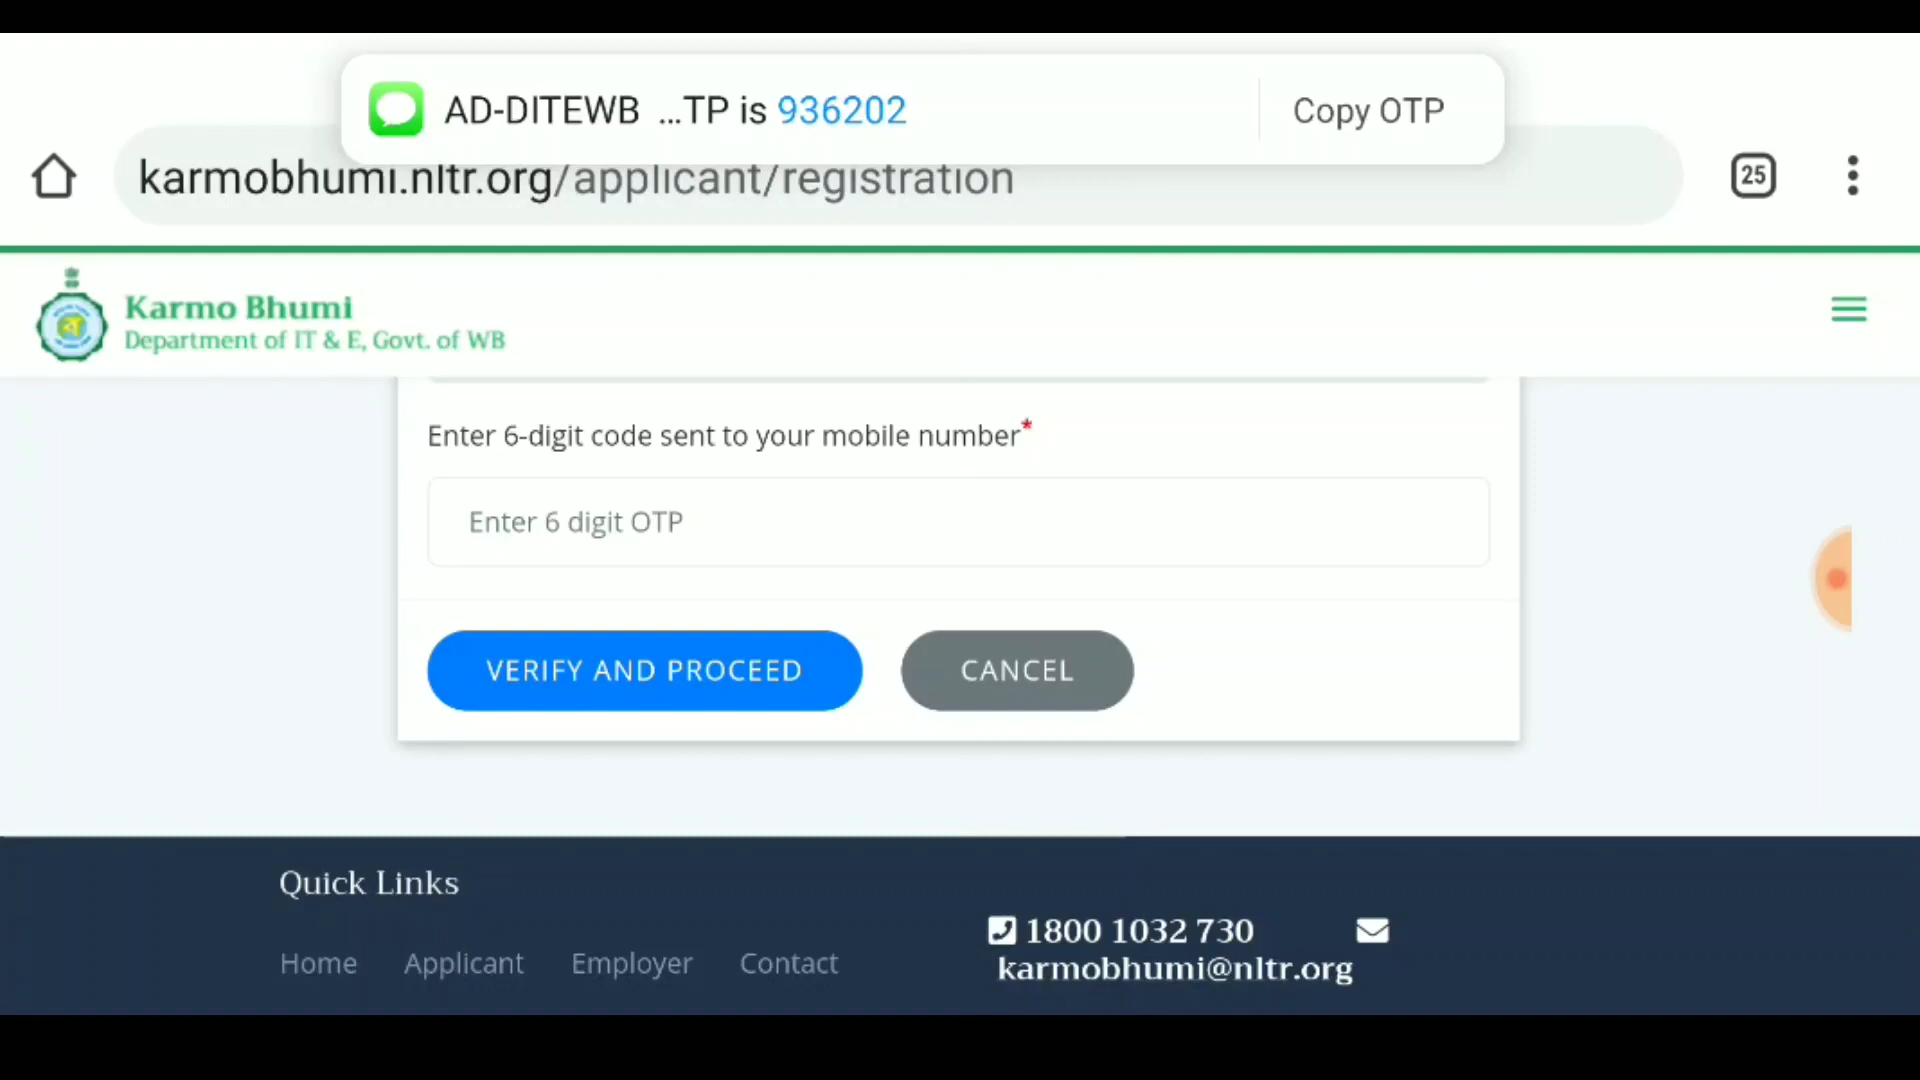 AD-DITEWB ...TP is 936202
Copy OTP
karmobhumi.nltr.org/applicant/registration
25
Karmo Bhumi
Department of IT & E, Govt. of WB
Enter 6-digit code sent to your mobile number*
Enter 6 digit OTP
VERIFY AND PROCEED CANCEL
Quick Links
Home Applicant Employer Contact
1800 1032 730
karmobhumi@nltr.org